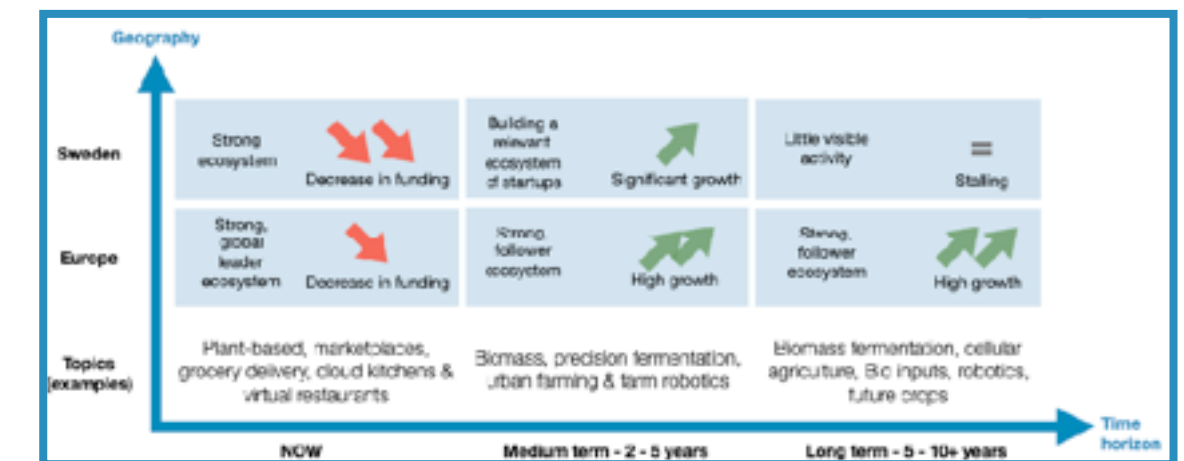 Geography
Sweden
Strong
ecosystem
Decrease in funding
Building a
relevant
ecosystem
of startups
Significant growth
Little visible
activity
=
Stalling
Europe
Strong,
global
leader
ecosystem
Decrease in funding
Strong,
follower
ecosystem
High growth
Strong,
follower
ecosystem
High growth
Topics
(examples)
Plant-based, marketplaces,
grocery delivery, cloud kitchens &
virtual restaurants
Biomass, precision fermentation,
urban farming & farm robotics
Biomass fermentation, cellular
agriculture, Bio inputs, robotics,
future crops
Time
horizon
NOW
Medium term - 2 - 5 years
Long term - 5 - 10+ years